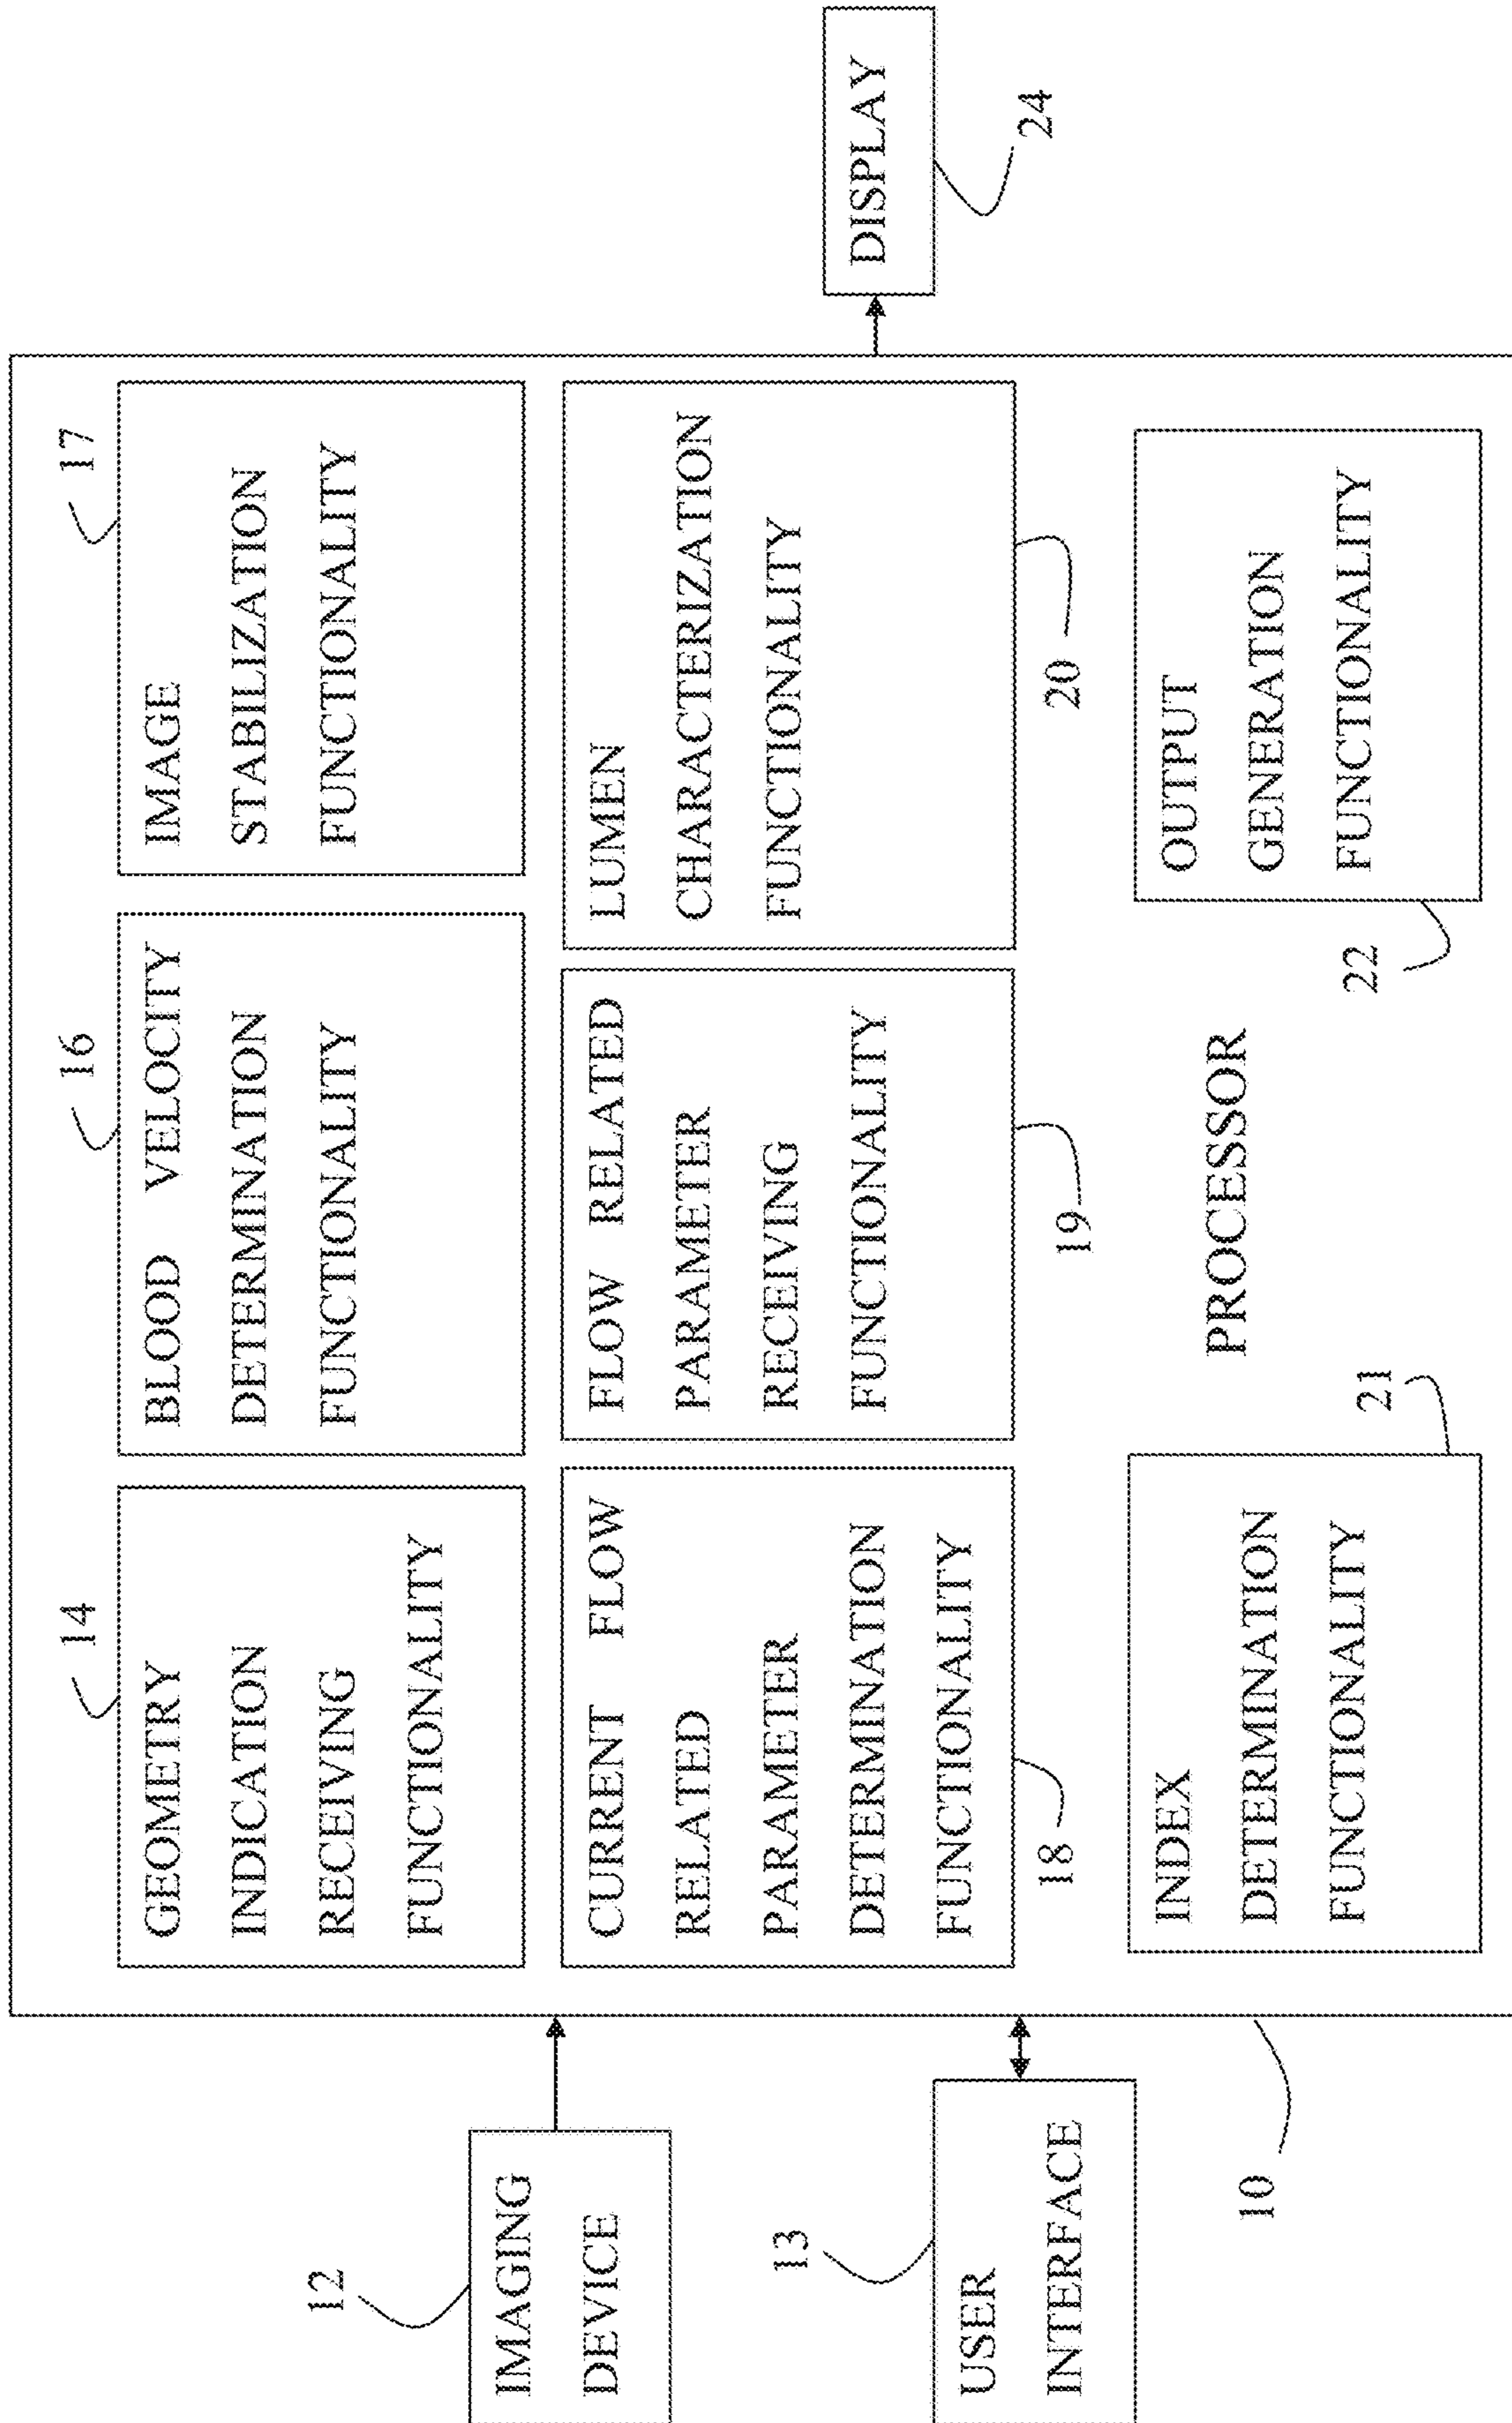 12
IMAGING
DEVICE
13
USER
INTERFACE
10
14
GEOMETRY
INDICATION
RECEIVING
FUNCTIONALITY
16
BLOOD VELOCITY
DETERMINATION
FUNCTIONALITY
17
IMAGE
STABILIZATION
FUNCTIONALITY
CURRENT FLOW
RELATED
PARAMETER
DETERMINATION
FUNCTIONALITY
18
FLOW RELATED
PARAMETER
RECEIVING
FUNCTIONALITY
19
LUMEN
CHARACTERIZATION
FUNCTIONALITY
20
INDEX
DETERMINATION
FUNCTIONALITY
21
PROCESSOR
22
OUTPUT
GENERATION
FUNCTIONALITY
DISPLAY
24